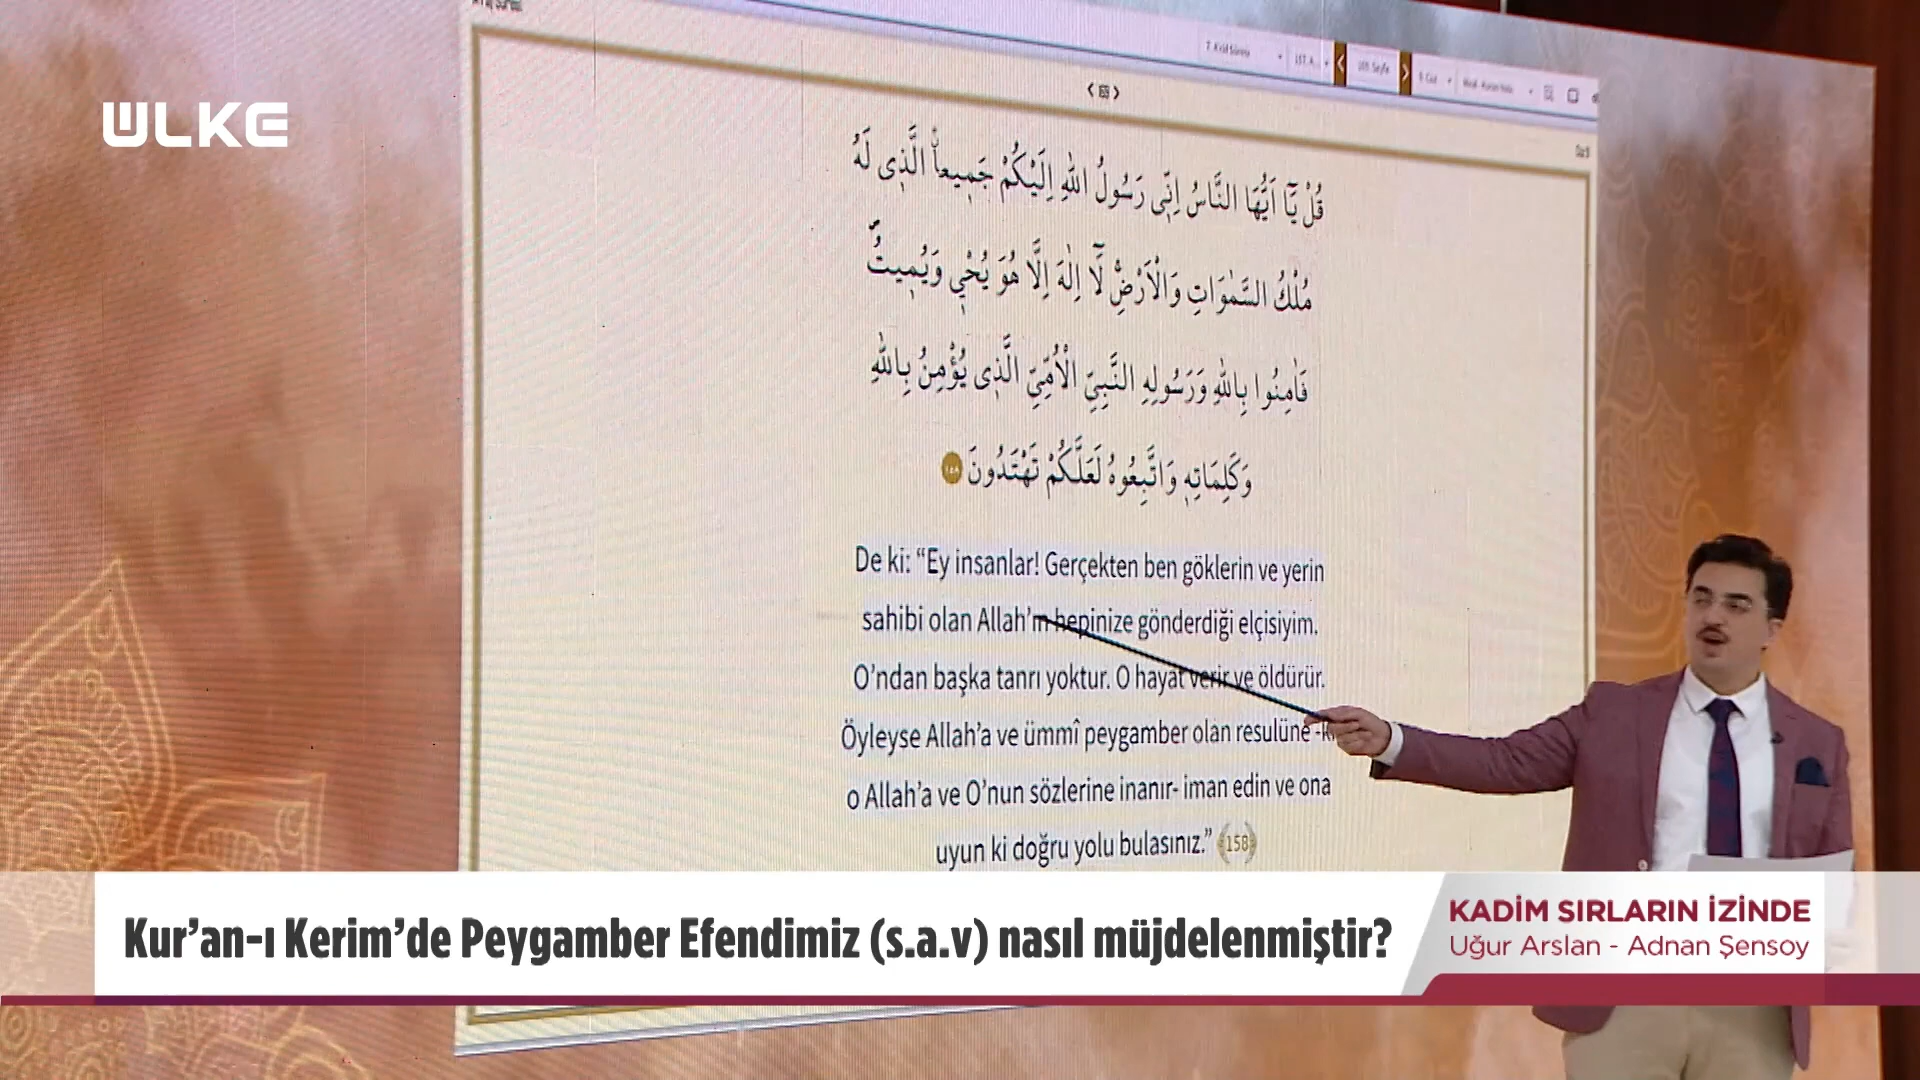 ÜLKE
قُلْ يَٓا اَيُّهَا النَّاسُ اِنّ۪ي رَسُولُ اللّٰهِ اِلَيْكُمْ جَم۪يعاًۨ الَّذ۪ي لَهُ
مُلْكُ السَّمٰوَاتِ وَالْاَرْضِۚ لَٓا اِلٰهَ اِلَّا هُوَ يُحْي۪ وَيُم۪يتُۖ
فَاٰمِنُوا بِاللّٰهِ وَرَسُولِهِ النَّبِيِّ الْاُمِّيِّ الَّذ۪ي يُؤْمِنُ بِاللّٰهِ
وَكَلِمَاتِه۪ وَاتَّبِعُوهُ لَعَلَّكُمْ تَهْتَدُونَ ١٥٨
De ki: “Ey insanlar! Gerçekten ben göklerin ve yerin
sahibi olan Allah’ın hepinize gönderdiği elçisiyim.
O’ndan başka tanrı yoktur. O hayat verir ve öldürür.
Öyleyse Allah’a ve ümmî peygamber olan resulüne -ki
o Allah’a ve O’nun sözlerine inanır- iman edin ve ona
uyun ki doğru yolu bulasınız.” (158)
Kur’an-ı Kerim’de Peygamber Efendimiz (s.a.v) nasıl müjdelenmiştir?
KADİM SIRLARIN İZİNDE
Uğur Arslan - Adnan Şensoy